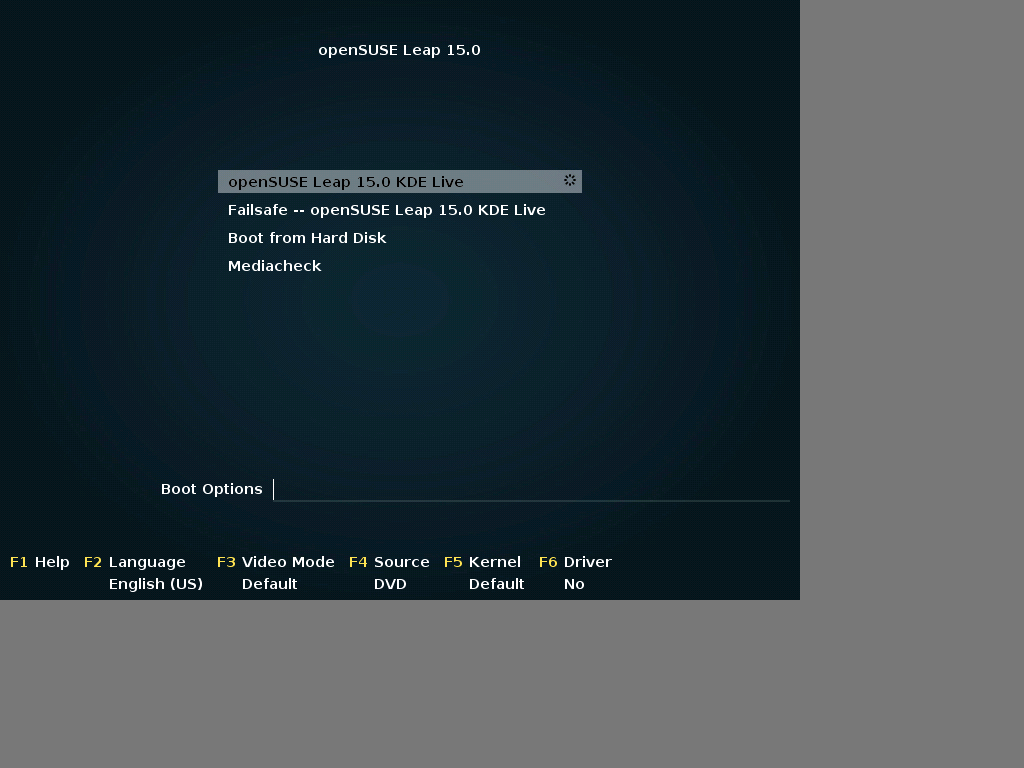 openSUSE Leap 15.0
openSUSE Leap 15.0 KDE Live
Failsafe -- openSUSE Leap 15.0 KDE Live
Boot from Hard Disk
Mediacheck
Boot Options
F1 Help F2 Language F3 Video Mode F4 Source F5 Kernel F6 Driver
English (US) Default DVD Default No